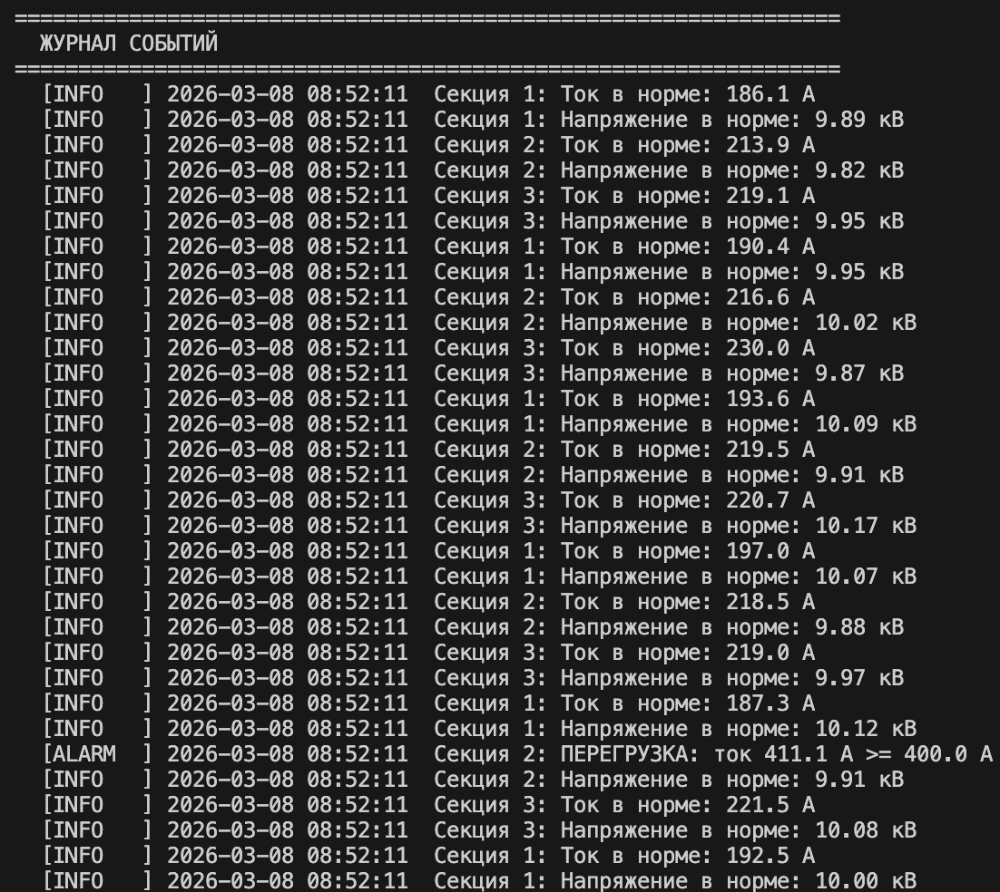 =================================================================
ЖУРНАЛ СОБЫТИЙ
=================================================================
[INFO   ] 2026-03-08 08:52:11  Секция 1: Ток в норме: 186.1 А
[INFO   ] 2026-03-08 08:52:11  Секция 1: Напряжение в норме: 9.89 кВ
[INFO   ] 2026-03-08 08:52:11  Секция 2: Ток в норме: 213.9 А
[INFO   ] 2026-03-08 08:52:11  Секция 2: Напряжение в норме: 9.82 кВ
[INFO   ] 2026-03-08 08:52:11  Секция 3: Ток в норме: 219.1 А
[INFO   ] 2026-03-08 08:52:11  Секция 3: Напряжение в норме: 9.95 кВ
[INFO   ] 2026-03-08 08:52:11  Секция 1: Ток в норме: 190.4 А
[INFO   ] 2026-03-08 08:52:11  Секция 1: Напряжение в норме: 9.95 кВ
[INFO   ] 2026-03-08 08:52:11  Секция 2: Ток в норме: 216.6 А
[INFO   ] 2026-03-08 08:52:11  Секция 2: Напряжение в норме: 10.02 кВ
[INFO   ] 2026-03-08 08:52:11  Секция 3: Ток в норме: 230.0 А
[INFO   ] 2026-03-08 08:52:11  Секция 3: Напряжение в норме: 9.87 кВ
[INFO   ] 2026-03-08 08:52:11  Секция 1: Ток в норме: 193.6 А
[INFO   ] 2026-03-08 08:52:11  Секция 1: Напряжение в норме: 10.09 кВ
[INFO   ] 2026-03-08 08:52:11  Секция 2: Ток в норме: 219.5 А
[INFO   ] 2026-03-08 08:52:11  Секция 2: Напряжение в норме: 9.91 кВ
[INFO   ] 2026-03-08 08:52:11  Секция 3: Ток в норме: 220.7 А
[INFO   ] 2026-03-08 08:52:11  Секция 3: Напряжение в норме: 10.17 кВ
[INFO   ] 2026-03-08 08:52:11  Секция 1: Ток в норме: 197.0 А
[INFO   ] 2026-03-08 08:52:11  Секция 1: Напряжение в норме: 10.07 кВ
[INFO   ] 2026-03-08 08:52:11  Секция 2: Ток в норме: 218.5 А
[INFO   ] 2026-03-08 08:52:11  Секция 2: Напряжение в норме: 9.88 кВ
[INFO   ] 2026-03-08 08:52:11  Секция 3: Ток в норме: 219.0 А
[INFO   ] 2026-03-08 08:52:11  Секция 3: Напряжение в норме: 9.97 кВ
[INFO   ] 2026-03-08 08:52:11  Секция 1: Ток в норме: 187.3 А
[INFO   ] 2026-03-08 08:52:11  Секция 1: Напряжение в норме: 10.12 кВ
[ALARM  ] 2026-03-08 08:52:11  Секция 2: ПЕРЕГРУЗКА: ток 411.1 А >= 400.0 А
[INFO   ] 2026-03-08 08:52:11  Секция 2: Напряжение в норме: 9.91 кВ
[INFO   ] 2026-03-08 08:52:11  Секция 3: Ток в норме: 221.5 А
[INFO   ] 2026-03-08 08:52:11  Секция 3: Напряжение в норме: 10.08 кВ
[INFO   ] 2026-03-08 08:52:11  Секция 1: Ток в норме: 192.5 А
[INFO   ] 2026-03-08 08:52:11  Секция 1: Напряжение в норме: 10.00 кВ